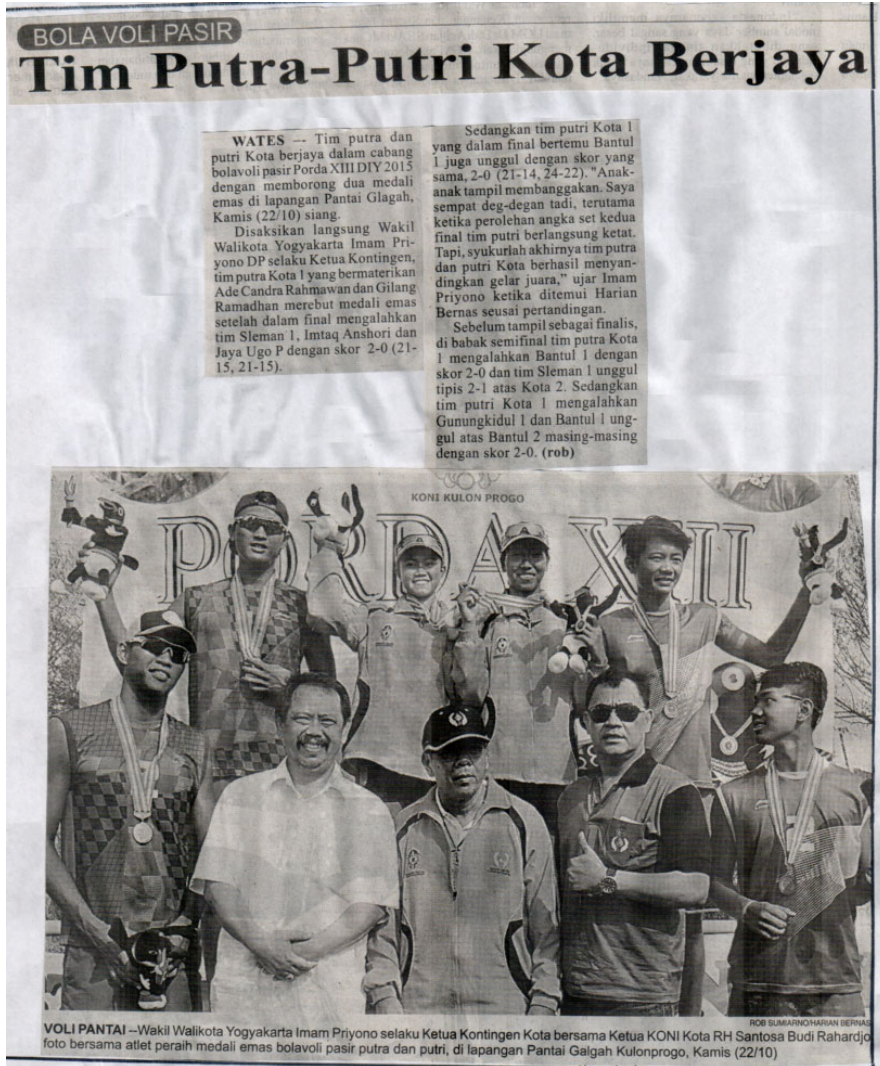 BOLA VOLI PASIR
Tim Putra-Putri Kota Berjaya
WATES --- Tim putra dan
putri Kota berjaya dalam cabang
bolavoli pasir Porda XIII DIY 2015
dengan memborong dua medali
emas di lapangan Pantai Glagah,
Kamis (22/10) siang.
Disaksikan langsung Wakil
Walikota Yogyakarta Imam Pri-
yono DP selaku Ketua Kontingen,
tim putra Kota 1 yang bermaterikan
Ade Candra Rahmawan dan Gilang
Ramadhan merebut medali emas
setelah dalam final mengalahkan
tim Sleman 1, Imtaq Anshori dan
Jaya Ugo P dengan skor 2-0 (21-
15, 21-15).
Sedangkan tim putri Kota 1
yang dalam final bertemu Bantul
1 juga unggul dengan skor yang
sama, 2-0 (21-14, 24-22). "Anak-
anak tampil membanggakan. Saya
sempat deg-degan tadi, terutama
ketika perolehan angka set kedua
final tim putri berlangsung ketat.
Tapi, syukurlah akhirnya tim putra
dan putri Kota berhasil menyan-
dingkan gelar juara," ujar Imam
Priyono ketika ditemui Harian
Bernas seusai pertandingan.
Sebelum tampil sebagai finalis,
di babak semifinal tim putra Kota
1 mengalahkan Bantul 1 dengan
skor 2-0 dan tim Sleman 1 unggul
tipis 2-1 atas Kota 2. Sedangkan
tim putri Kota 1 mengalahkan
Gunungkidul 1 dan Bantul 1 ung-
gul atas Bantul 2 masing-masing
dengan skor 2-0. (rob)
KONI KULON PROGO
PORDA XIII
ROB SUMIARNO/HARIAN BERNAS
VOLI PANTAI --Wakil Walikota Yogyakarta Imam Priyono selaku Ketua Kontingen Kota bersama Ketua KONI Kota RH Santosa Budi Rahardjo
foto bersama atlet peraih medali emas bolavoli pasir putra dan putri, di lapangan Pantai Galgah Kulonprogo, Kamis (22/10)